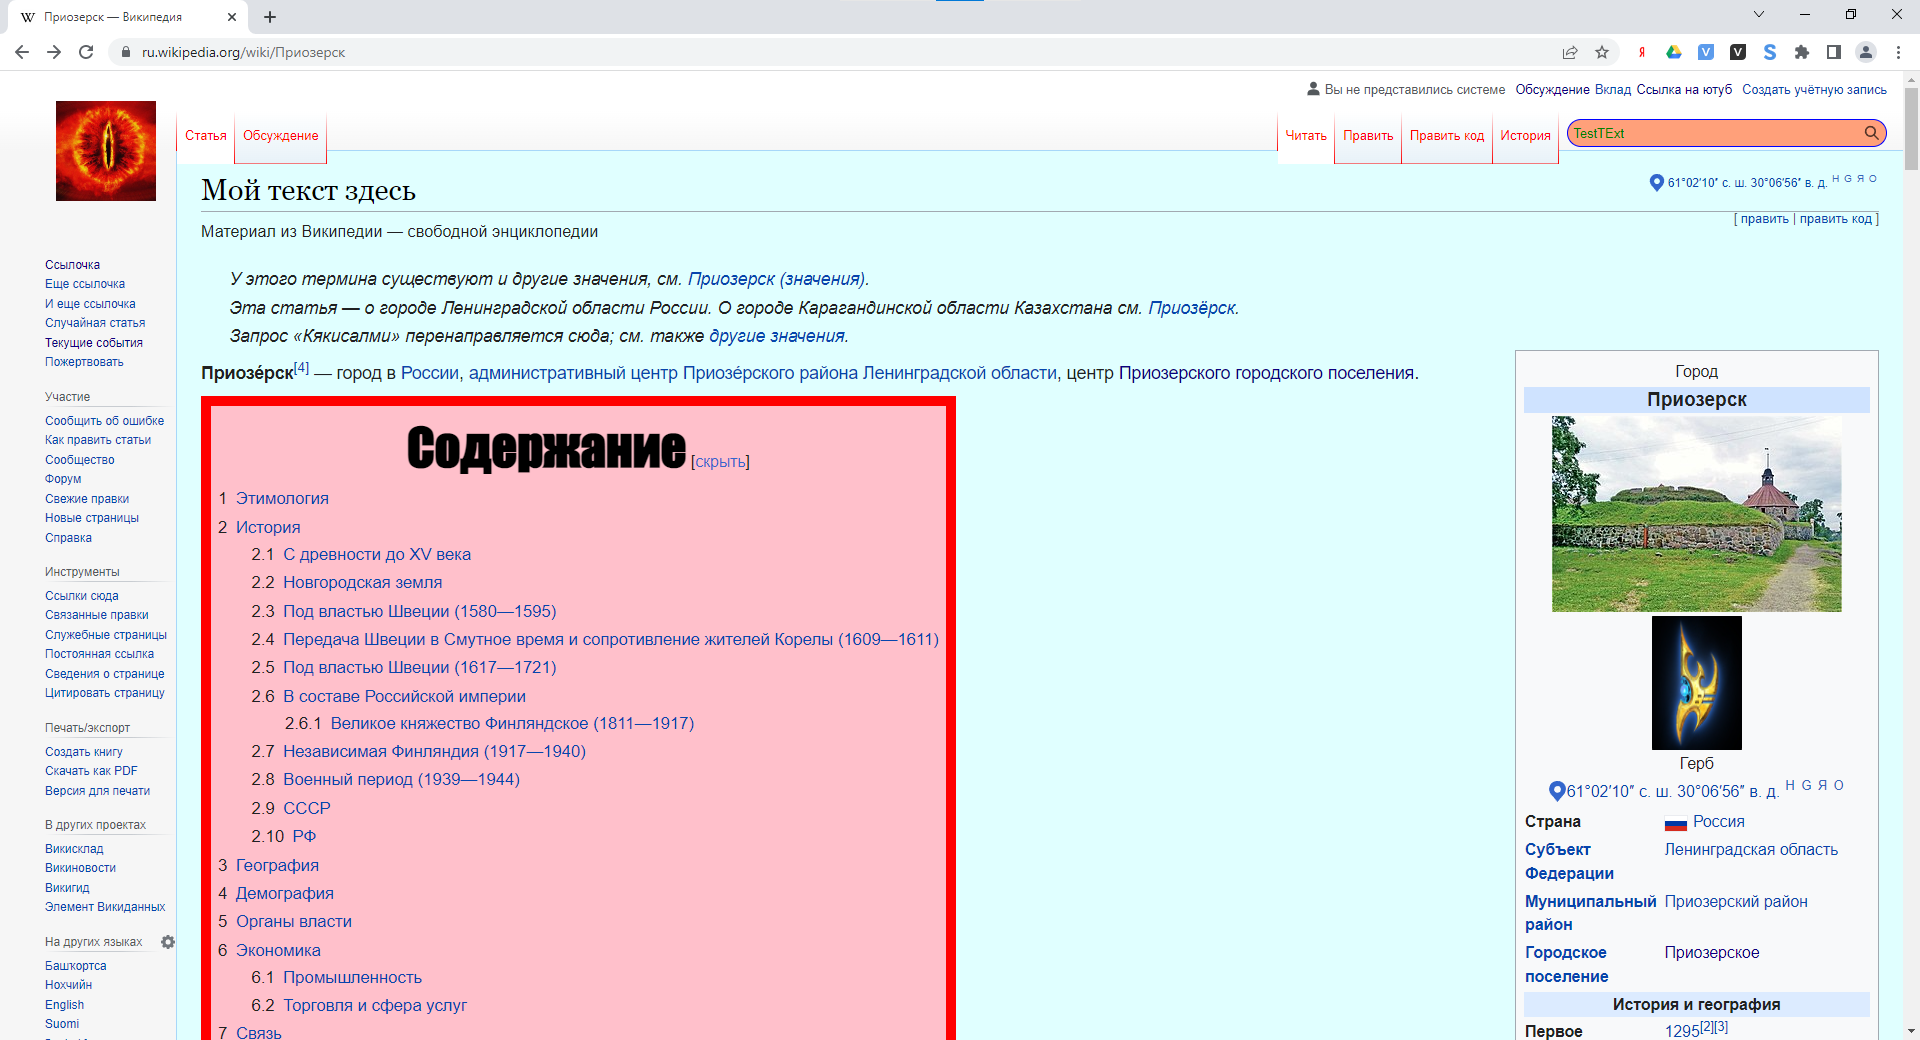 Приозерск — Википедия
ru.wikipedia.org/wiki/Приозерск
Вы не представились системе Обсуждение Вклад Ссылка на ютуб Создать учётную запись
Статья Обсуждение
Читать Править Править код История TestTExt
Мой текст здесь
61°02′10″ с. ш. 30°06′56″ в. д. H G Я O
[ править | править код ]
Материал из Википедии — свободной энциклопедии
У этого термина существуют и другие значения, см. Приозерск (значения).
Эта статья — о городе Ленинградской области России. О городе Карагандинской области Казахстана см. Приозёрск.
Запрос «Кякисалми» перенаправляется сюда; см. также другие значения.
Приозе́рск[4] — город в России, административный центр Приозе́рского района Ленинградской области, центр Приозерского городского поселения.
Ссылочка
Еще ссылочка
И еще ссылочка
Случайная статья
Текущие события
Пожертвовать
Участие
Сообщить об ошибке
Как править статьи
Сообщество
Форум
Свежие правки
Новые страницы
Справка
Инструменты
Ссылки сюда
Связанные правки
Служебные страницы
Постоянная ссылка
Сведения о странице
Цитировать страницу
Печать/экспорт
Создать книгу
Скачать как PDF
Версия для печати
В других проектах
Викисклад
Викиновости
Викигид
Элемент Викиданных
На других языках
Башҡортса
Нохчийн
English
Suomi
Содержание [скрыть]
1 Этимология
2 История
2.1 С древности до XV века
2.2 Новгородская земля
2.3 Под властью Швеции (1580—1595)
2.4 Передача Швеции в Смутное время и сопротивление жителей Корелы (1609—1611)
2.5 Под властью Швеции (1617—1721)
2.6 В составе Российской империи
2.6.1 Великое княжество Финляндское (1811—1917)
2.7 Независимая Финляндия (1917—1940)
2.8 Военный период (1939—1944)
2.9 СССР
2.10 РФ
3 География
4 Демография
5 Органы власти
6 Экономика
6.1 Промышленность
6.2 Торговля и сфера услуг
7 Связь
Город
Приозерск
Герб
61°02′10″ с. ш. 30°06′56″ в. д. H G Я O
Страна Россия
Субъект Ленинградская область
Федерации
Муниципальный Приозерский район
район
Городское Приозерское
поселение
История и география
Первое 1295[2][3]